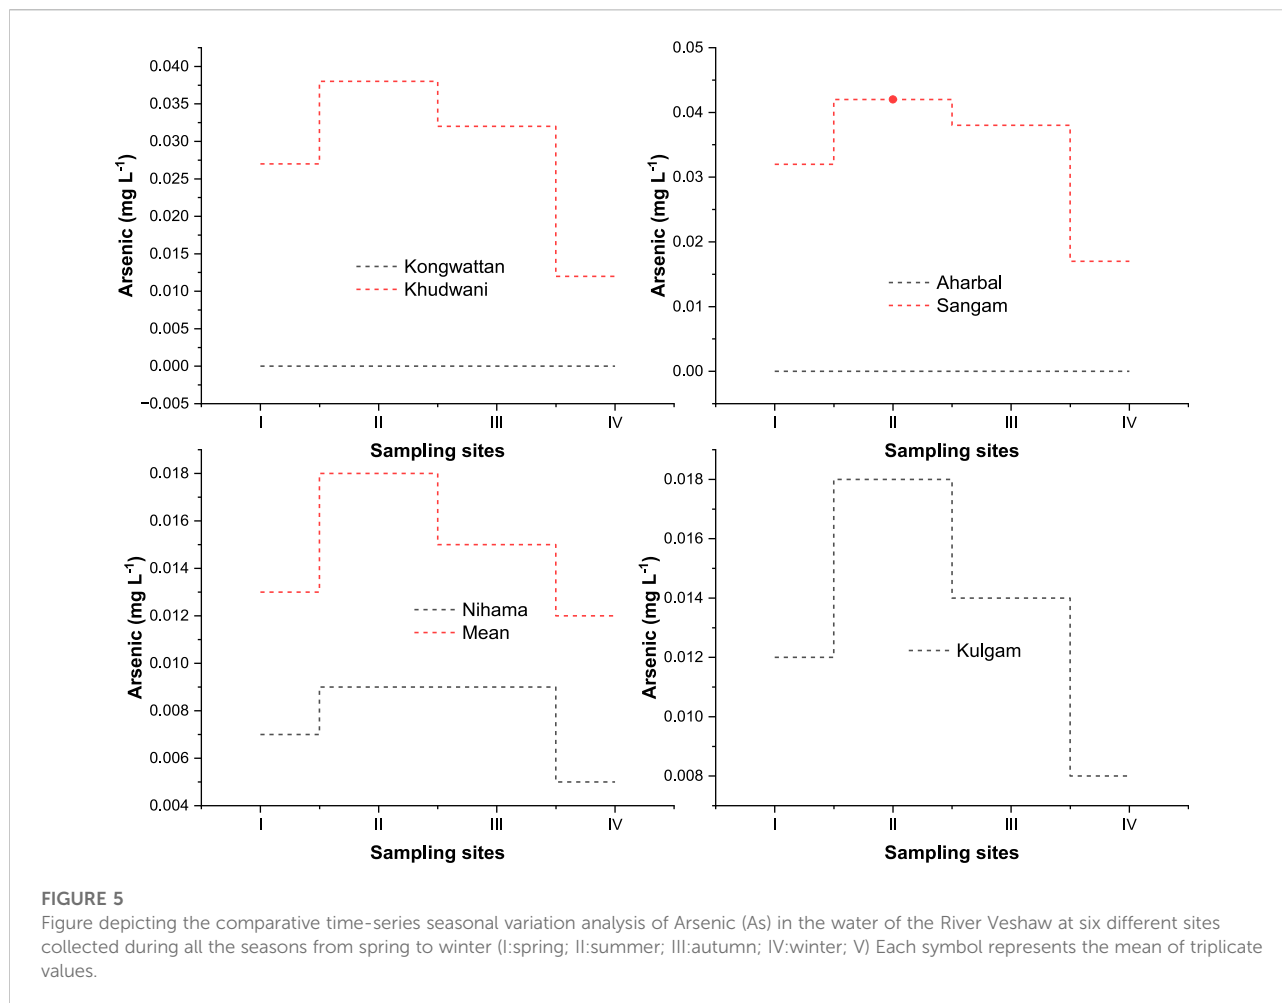 0.040
0.035
0.030
0.025
0.020
0.015
0.010
0.005
0.000
−0.005
Arsenic (mg L⁻¹)
Kongwattan
Khudwani
I II III IV
Sampling sites
0.05
0.04
0.03
0.02
0.01
0.00
Arsenic (mg L⁻¹)
Aharbal
Sangam
I II III IV
Sampling sites
0.018
0.016
0.014
0.012
0.010
0.008
0.006
0.004
Arsenic (mg L⁻¹)
Nihama
Mean
I II III IV
Sampling sites
0.018
0.016
0.014
0.012
0.010
0.008
Arsenic (mg L⁻¹)
Kulgam
I II III IV
Sampling sites
FIGURE 5
Figure depicting the comparative time-series seasonal variation analysis of Arsenic (As) in the water of the River Veshaw at six different sites
collected during all the seasons from spring to winter (I:spring; II:summer; III:autumn; IV:winter; V) Each symbol represents the mean of triplicate
values.